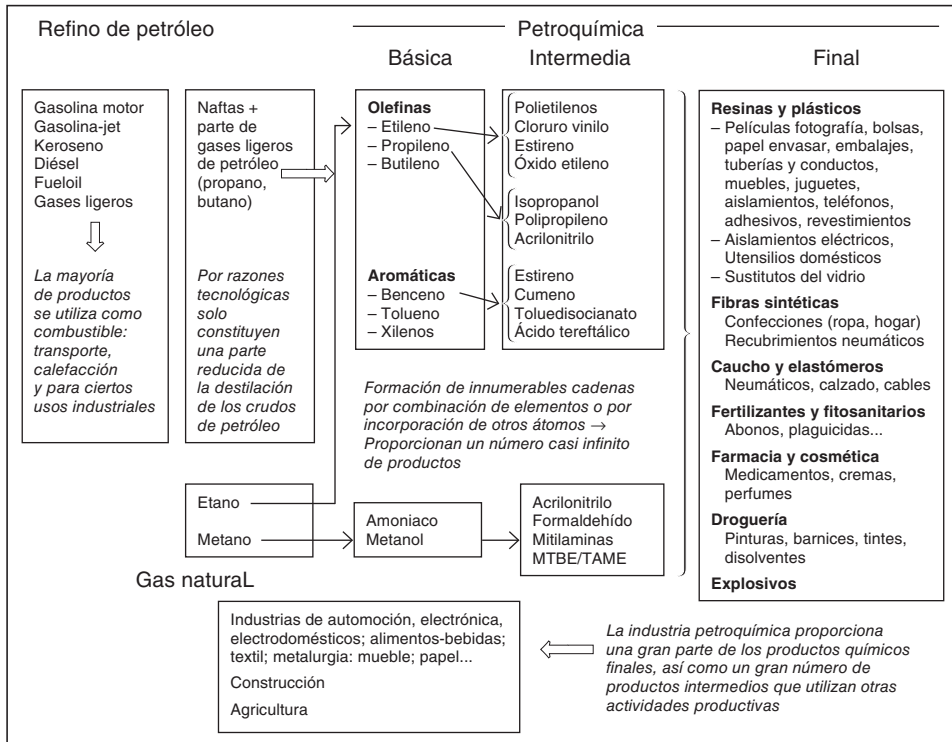 Refino de petróleo
Petroquímica
Básica
Intermedia
Final
Gasolina motor
Gasolina-jet
Keroseno
Diésel
Fueloil
Gases ligeros
La mayoría
de productos
se utiliza como
combustible:
transporte,
calefacción
y para ciertos
usos industriales
Naftas +
parte de
gases ligeros
de petróleo
(propano,
butano)
Por razones
tecnológicas
solo
constituyen
una parte
reducida de
la destilación
de los crudos
de petróleo
Olefinas
– Etileno
– Propileno
– Butileno
Aromáticas
– Benceno
– Tolueno
– Xilenos
Polietilenos
Cloruro vinilo
Estireno
Óxido etileno
Isopropanol
Polipropileno
Acrilonitrilo
Estireno
Cumeno
Toluedisocianato
Ácido tereftálico
Formación de innumerables cadenas
por combinación de elementos o por
incorporación de otros átomos →
Proporcionan un número casi infinito
de productos
Resinas y plásticos
– Películas fotografía, bolsas,
papel envasar, embalajes,
tuberías y conductos,
muebles, juguetes,
aislamientos, teléfonos,
adhesivos, revestimientos
– Aislamientos eléctricos,
Utensilios domésticos
– Sustitutos del vidrio
Fibras sintéticas
Confecciones (ropa, hogar)
Recubrimientos neumáticos
Caucho y elastómeros
Neumáticos, calzado, cables
Fertilizantes y fitosanitarios
Abonos, plaguicidas...
Farmacia y cosmética
Medicamentos, cremas,
perfumes
Droguería
Pinturas, barnices, tintes,
disolventes
Explosivos
Etano
Metano
Gas naturaL
Amoniaco
Metanol
Acrilonitrilo
Formaldehído
Mitilaminas
MTBE/TAME
Industrias de automoción, electrónica,
electrodomésticos; alimentos-bebidas;
textil; metalurgia: mueble; papel...
Construcción
Agricultura
La industria petroquímica proporciona
una gran parte de los productos químicos
finales, así como un gran número de
productos intermedios que utilizan otras
actividades productivas